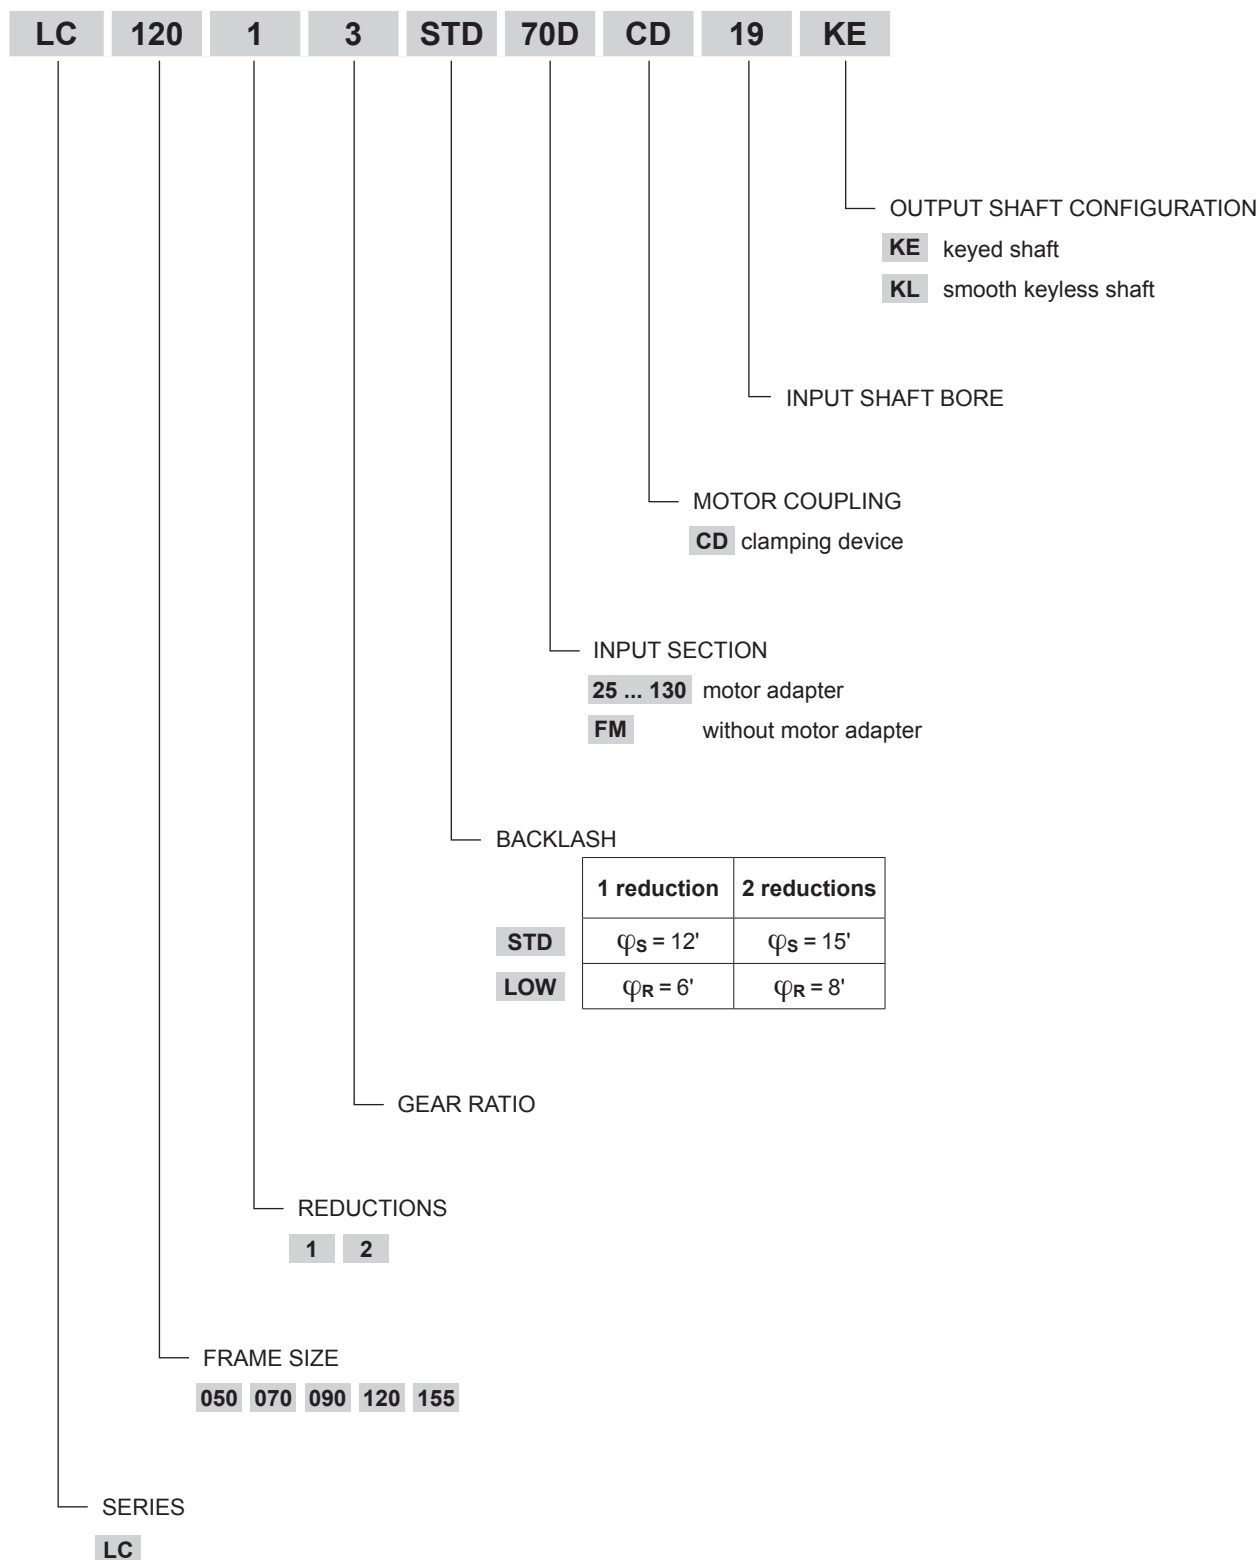 LC 120 1 3 STD 70D CD 19 KE
OUTPUT SHAFT CONFIGURATION
KE keyed shaft
KL smooth keyless shaft
INPUT SHAFT BORE
MOTOR COUPLING
CD clamping device
INPUT SECTION
25 ... 130 motor adapter
FM without motor adapter
BACKLASH
1 reduction 2 reductions
STD φS = 12' φS = 15'
LOW φR = 6' φR = 8'
GEAR RATIO
REDUCTIONS
1 2
FRAME SIZE
050 070 090 120 155
SERIES
LC